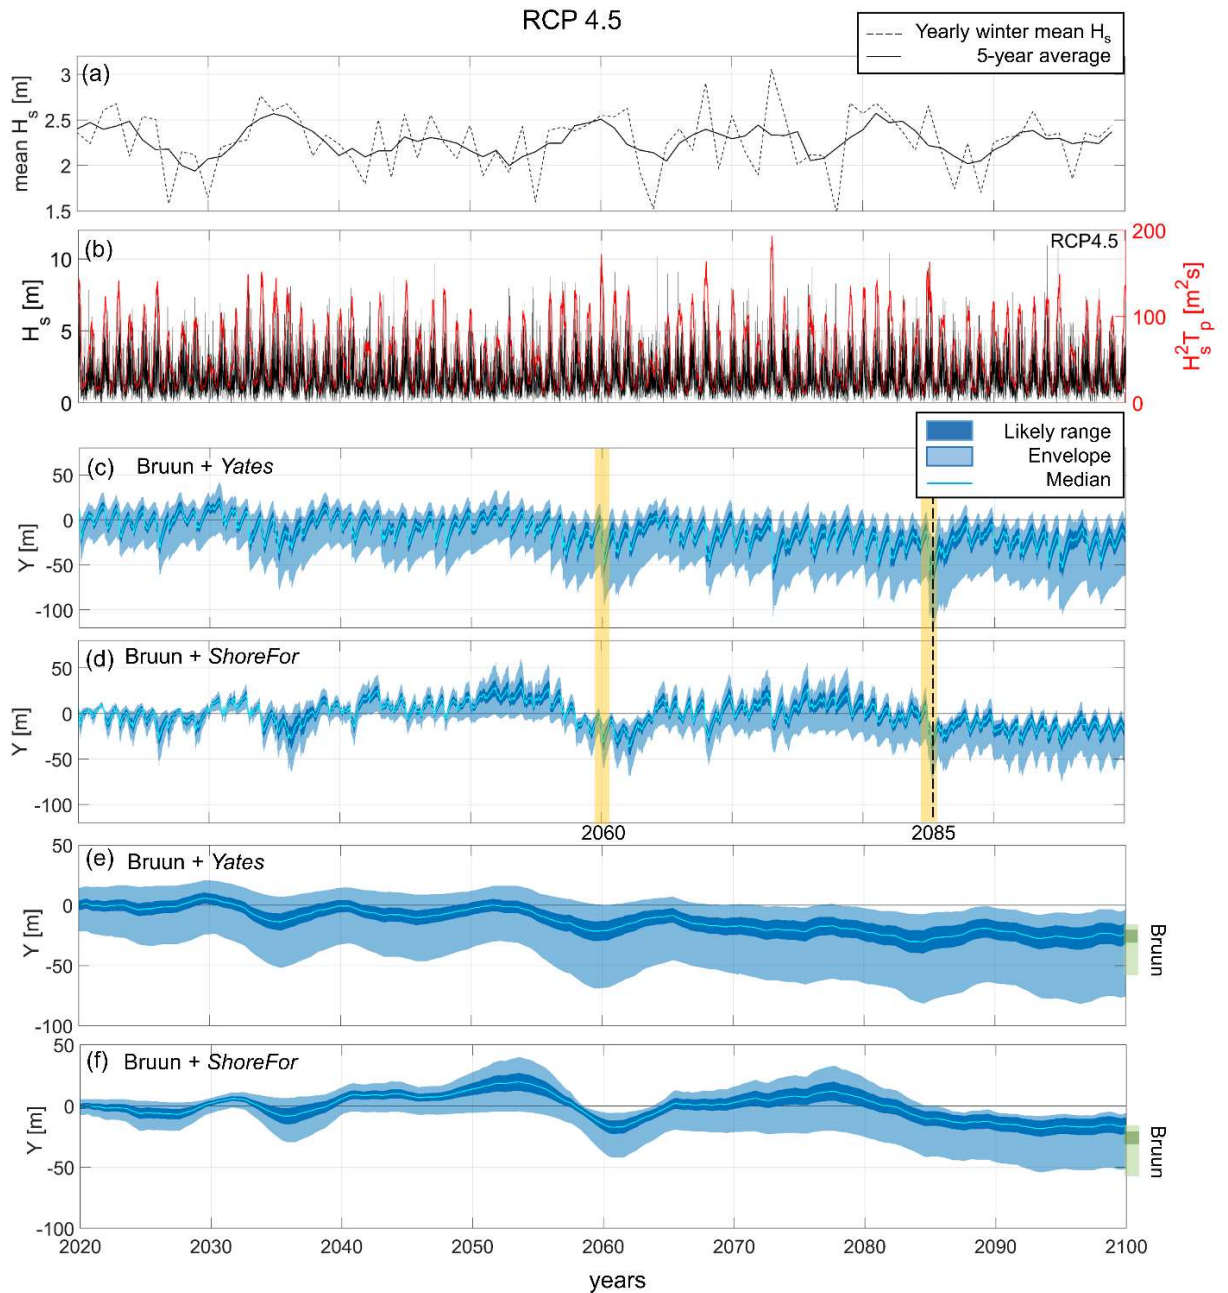 RCP 4.5
Yearly winter mean Hs
5-year average
(a)
mean Hs [m]
3
2.5
2
1.5
(b)
RCP4.5
Hs [m]
10
5
0
200
100
0
Hs²Tp [m²s]
Likely range
Envelope
Median
(c) Bruun + Yates
Y [m]
50
0
-50
-100
(d) Bruun + ShoreFor
Y [m]
50
0
-50
-100
2060 2085
(e) Bruun + Yates
Y [m]
50
0
-50
-100
Bruun
(f) Bruun + ShoreFor
Y [m]
50
0
-50
-100
Bruun
2020 2030 2040 2050 2060 2070 2080 2090 2100
years